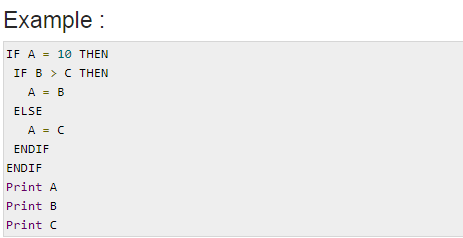 Example :
IF A = 10 THEN
 IF B > C THEN
   A = B
 ELSE
   A = C
 ENDIF
ENDIF
Print A
Print B
Print C